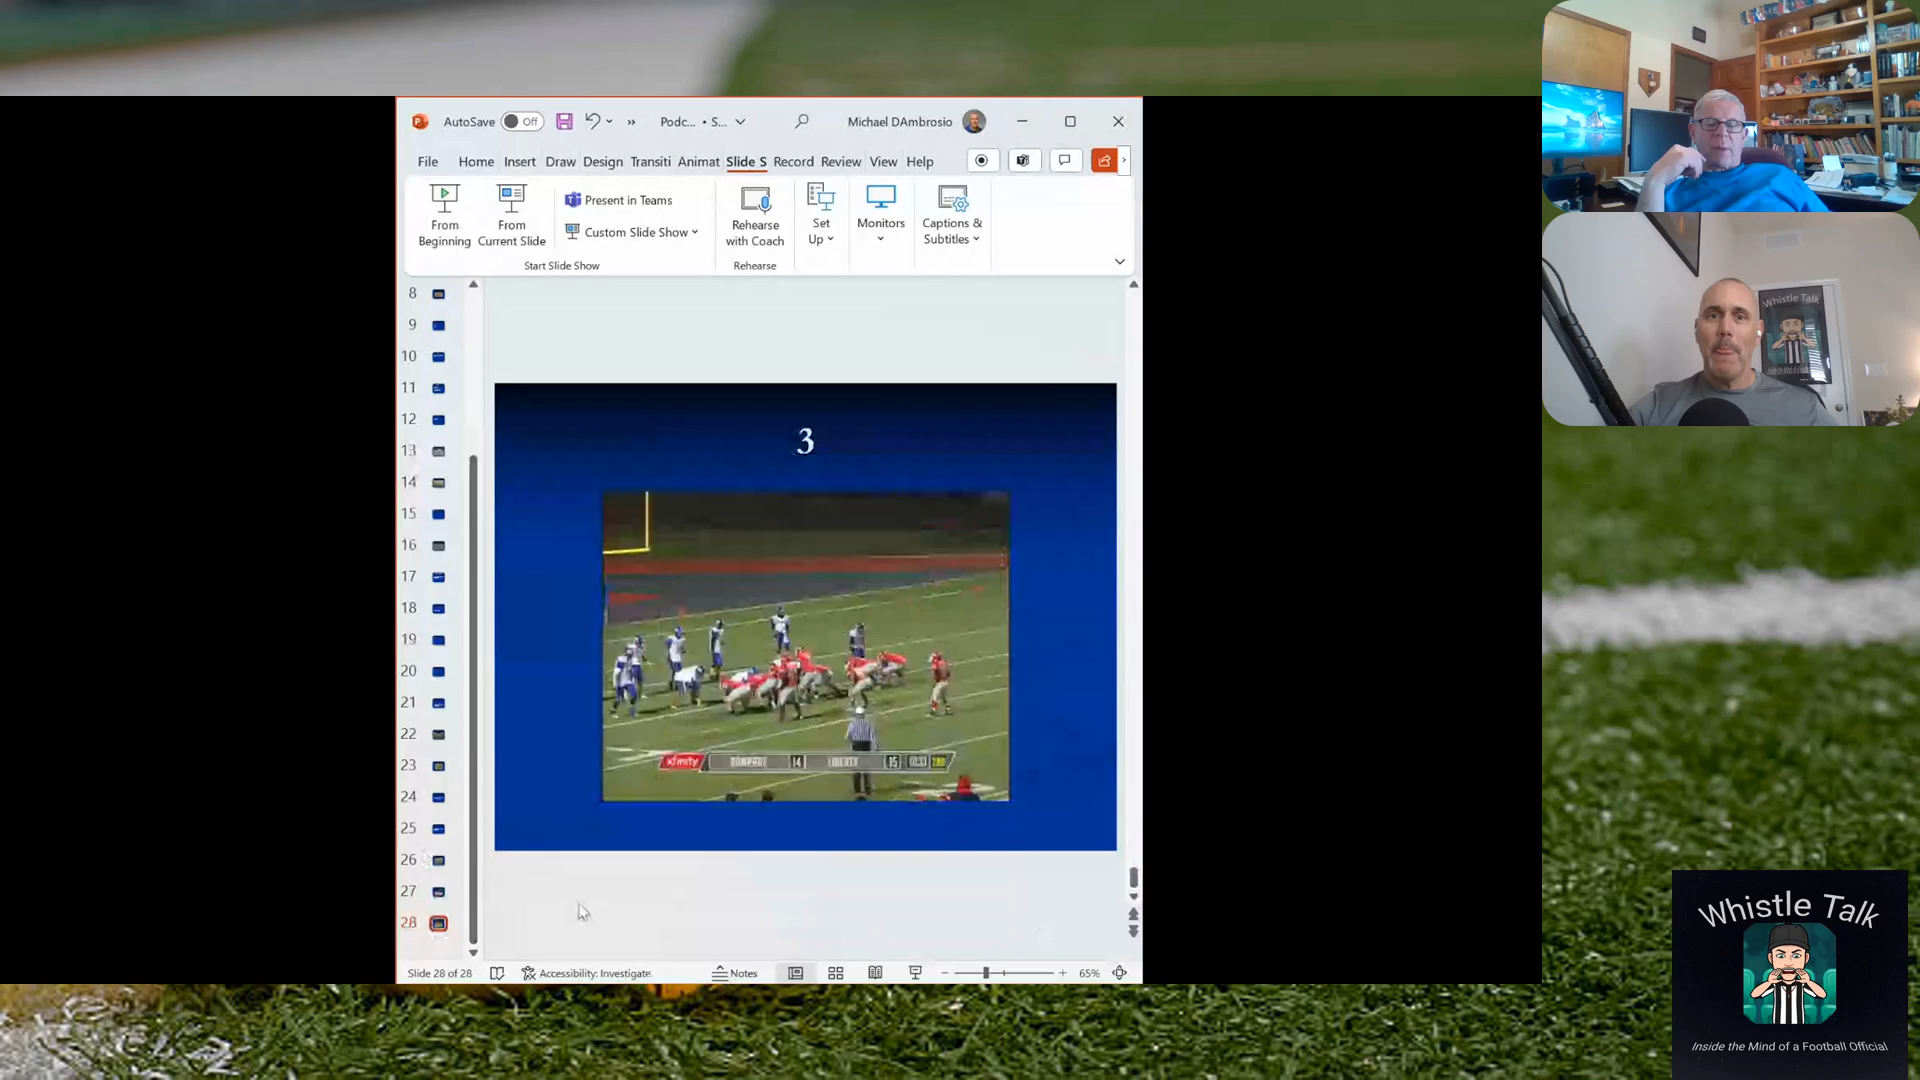 AutoSave Off » Podc... • S... Michael DAmbrosio
File Home Insert Draw Design Transiti Animat Slide S Record Review View Help
From Beginning
From Current Slide
Present in Teams
Custom Slide Show
Start Slide Show
Rehearse with Coach
Rehearse
Set Up
Monitors
Captions & Subtitles
8
9
10
11
12
13
14
15
16
17
18
19
20
21
22
23
24
25
26
27
28
3
xfinity 14 LIBERTY 15 2ND
Slide 28 of 28 Accessibility: Investigate Notes 65%
Whistle Talk
Whistle Talk
Inside the Mind of a Football Official